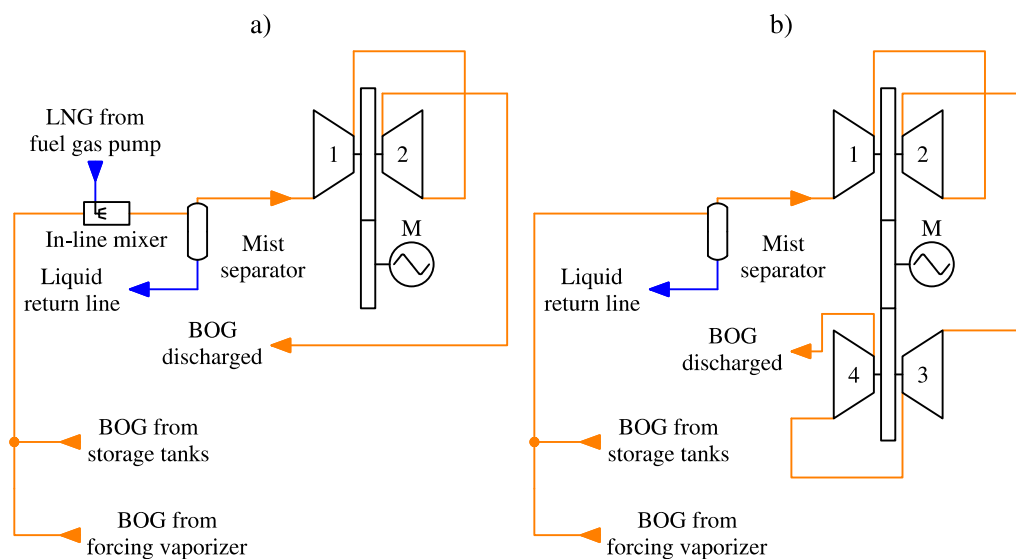 a)
LNG from
fuel gas pump
1
2
In-line mixer
M
Mist
separator
Liquid
return line
BOG
discharged
BOG from
storage tanks
BOG from
forcing vaporizer
b)
1
2
M
Mist
separator
Liquid
return line
BOG
discharged
4
3
BOG from
storage tanks
BOG from
forcing vaporizer